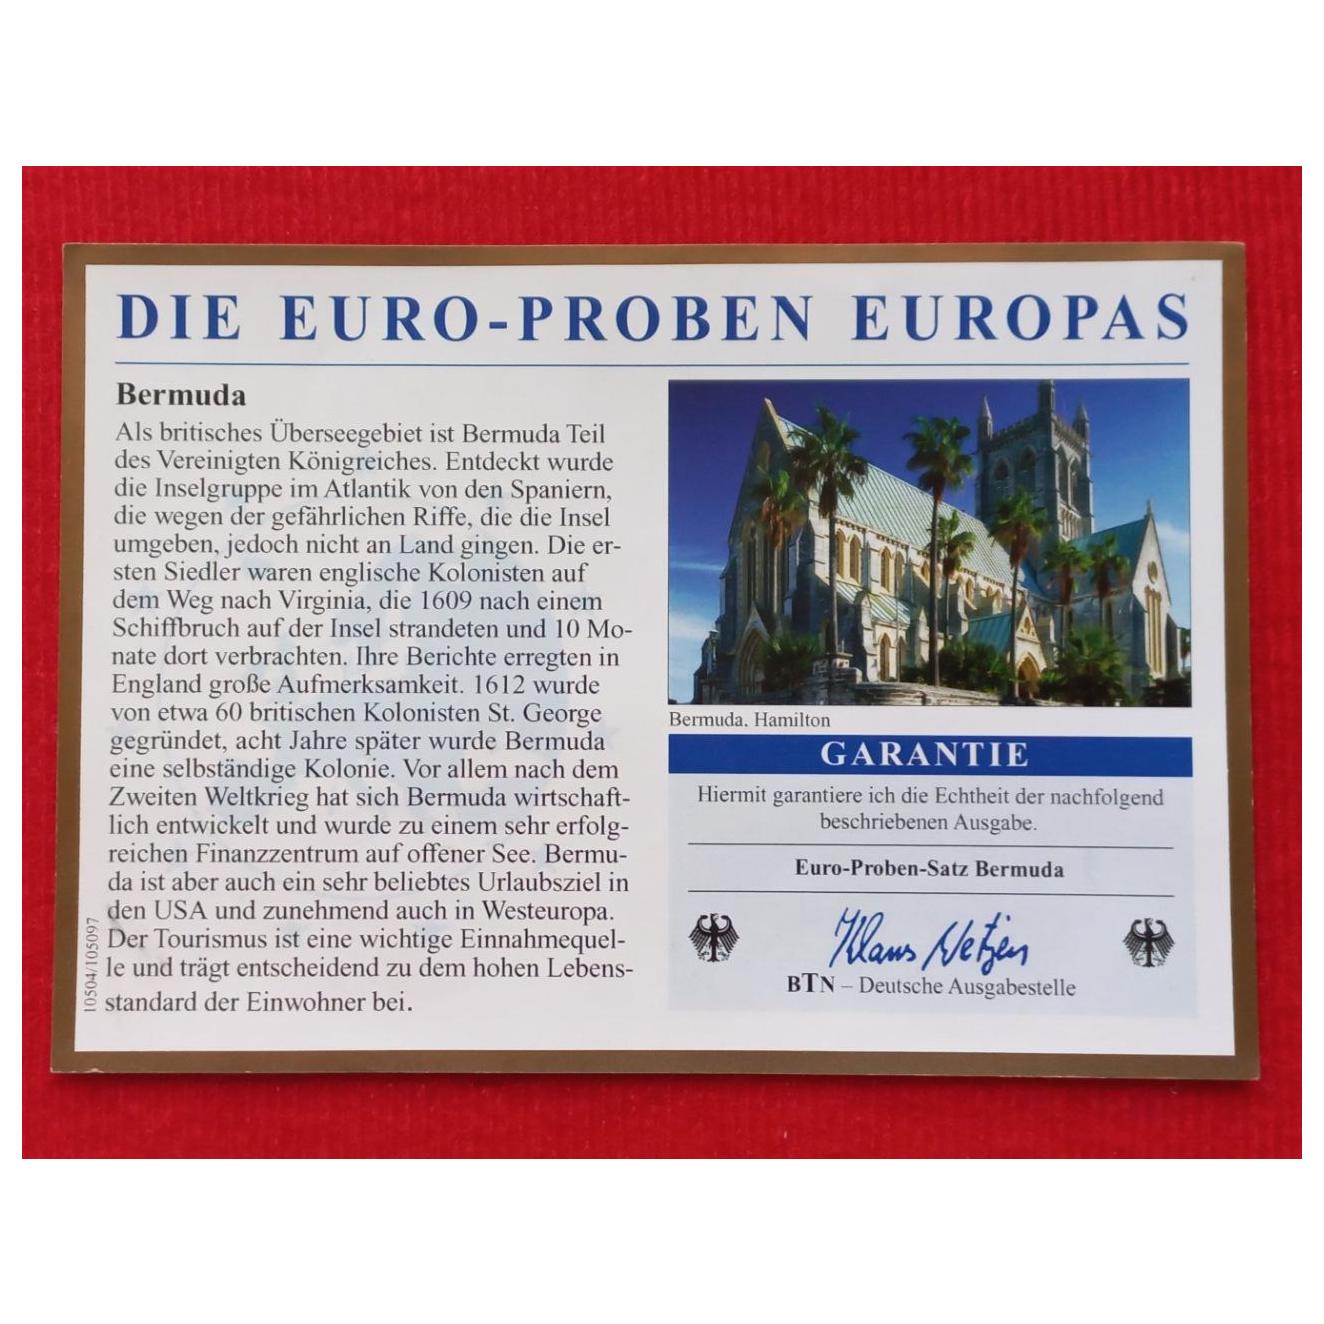 DIE EURO-PROBEN EUROPAS
Bermuda
Als britisches Überseegebiet ist Bermuda Teil
des Vereinigten Königreiches. Entdeckt wurde
die Inselgruppe im Atlantik von den Spaniern,
die wegen der gefährlichen Riffe, die die Insel
umgeben, jedoch nicht an Land gingen. Die er-
sten Siedler waren englische Kolonisten auf
dem Weg nach Virginia, die 1609 nach einem
Schiffbruch auf der Insel strandeten und 10 Mo-
nate dort verbrachten. Ihre Berichte erregten in
England große Aufmerksamkeit. 1612 wurde
von etwa 60 britischen Kolonisten St. George
gegründet, acht Jahre später wurde Bermuda
eine selbständige Kolonie. Vor allem nach dem
Zweiten Weltkrieg hat sich Bermuda wirtschaft-
lich entwickelt und wurde zu einem sehr erfolg-
reichen Finanzzentrum auf offener See. Bermu-
da ist aber auch ein sehr beliebtes Urlaubsziel in
den USA und zunehmend auch in Westeuropa.
Der Tourismus ist eine wichtige Einnahmequel-
le und trägt entscheidend zu dem hohen Lebens-
standard der Einwohner bei.
10504/105097
Bermuda. Hamilton
GARANTIE
Hiermit garantiere ich die Echtheit der nachfolgend
beschriebenen Ausgabe.
Euro-Proben-Satz Bermuda
Klaus Netzen
BTN – Deutsche Ausgabestelle